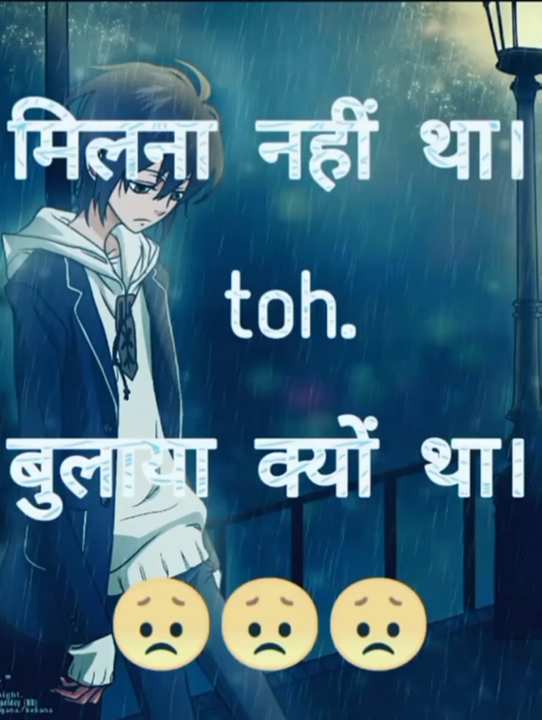 मिलना नहीं था।
toh.
बुलाया क्यों था।